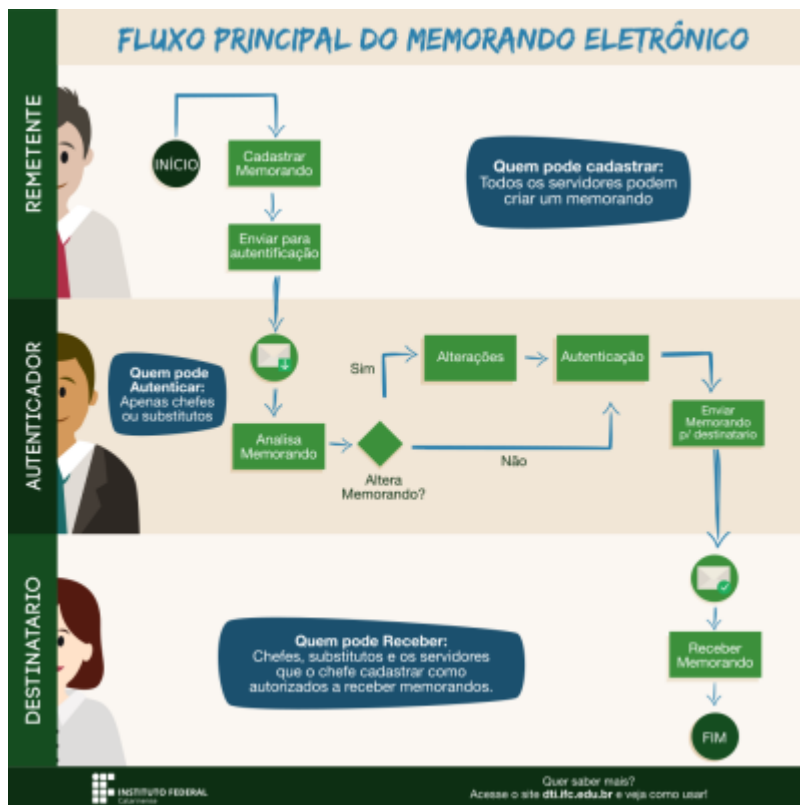 FLUXO PRINCIPAL DO MEMORANDO ELETRÔNICO
REMETENTE
INÍCIO
Cadastrar
Memorando
Quem pode cadastrar:
Todos os servidores podem
criar um memorando
Enviar para
autentificação
AUTENTICADOR
Quem pode
Autenticar:
Apenas chefes
ou substitutos
Sim
Alterações
Autenticação
Enviar
Memorando
p/ destinatario
Analisa
Memorando
Altera
Memorando?
Não
DESTINATARIO
Quem pode Receber:
Chefes, substitutos e os servidores
que o chefe cadastrar como
autorizados a receber memorandos.
Receber
Memorando
FIM
INSTITUTO FEDERAL
Catarinense
Quer saber mais?
Acesse o site dti.ifc.edu.br e veja como usar!